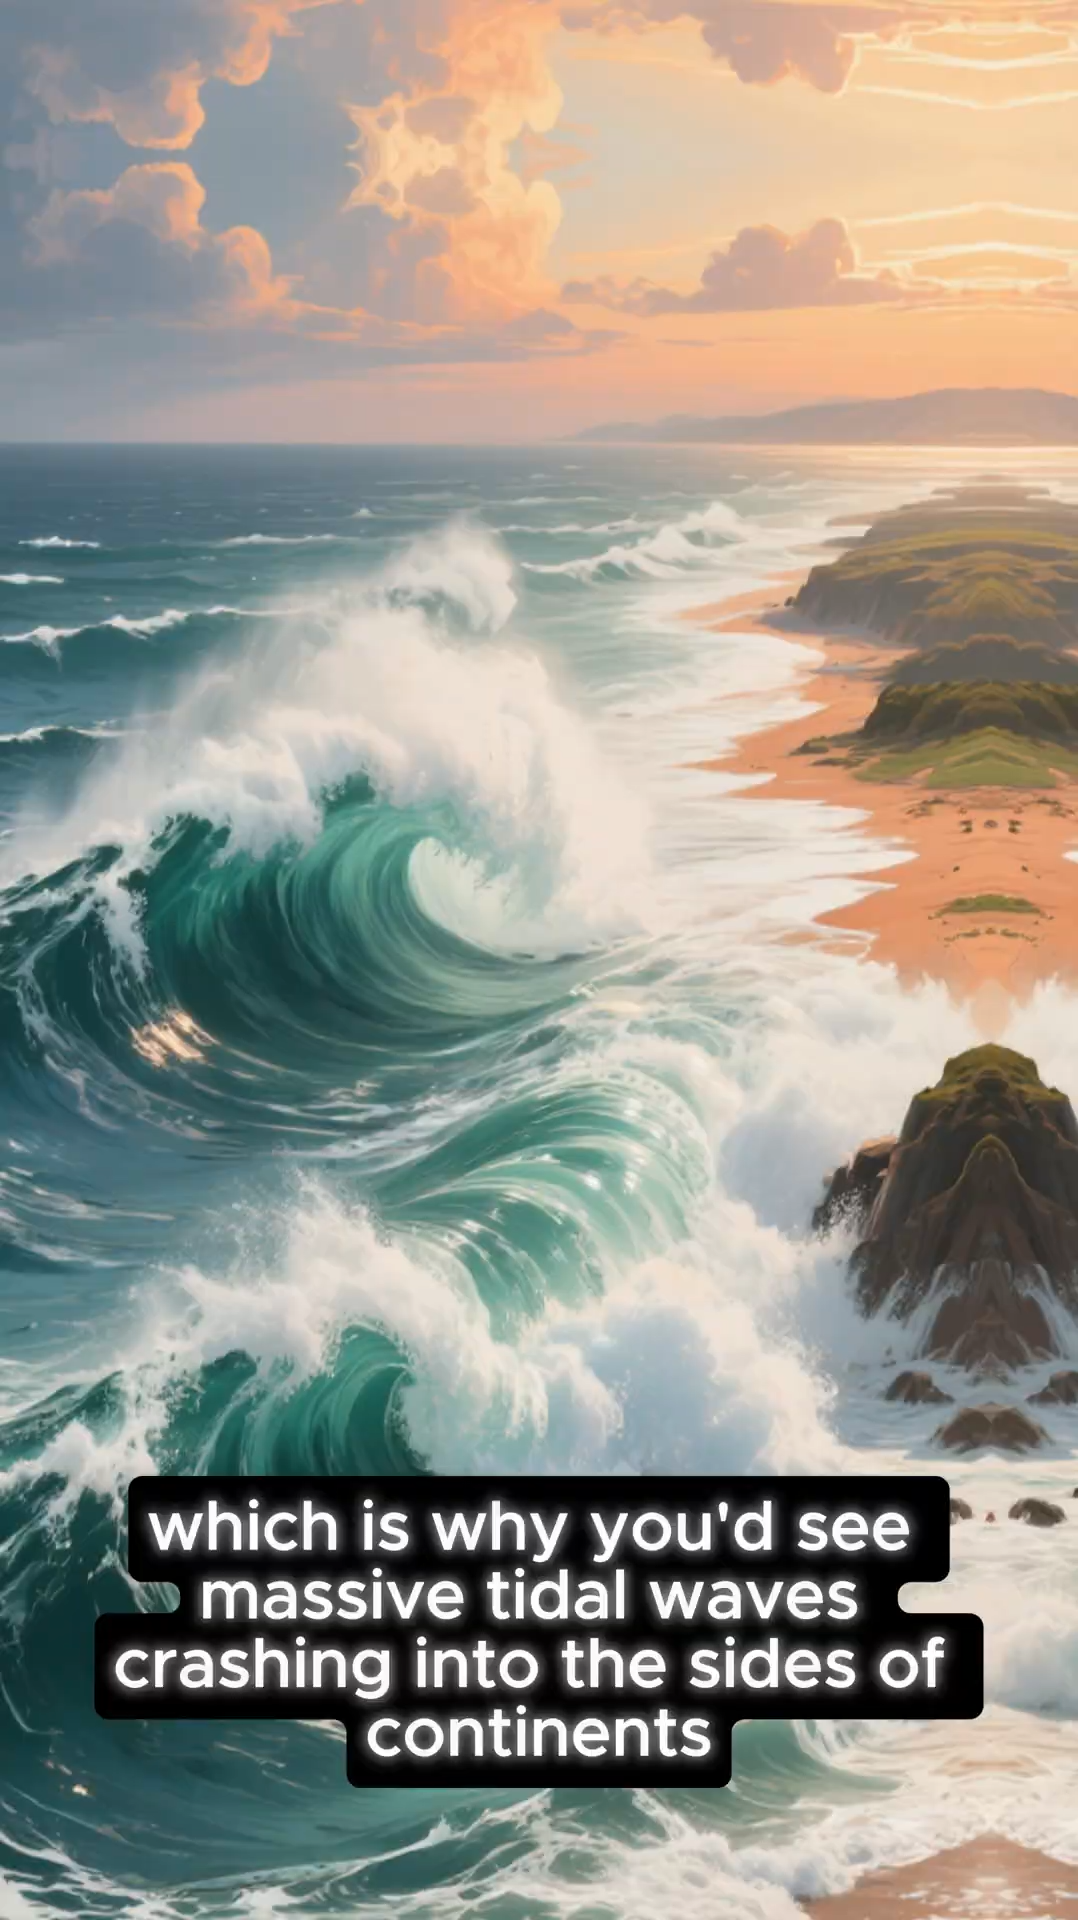 which is why you'd see
massive tidal waves
crashing into the sides of
continents